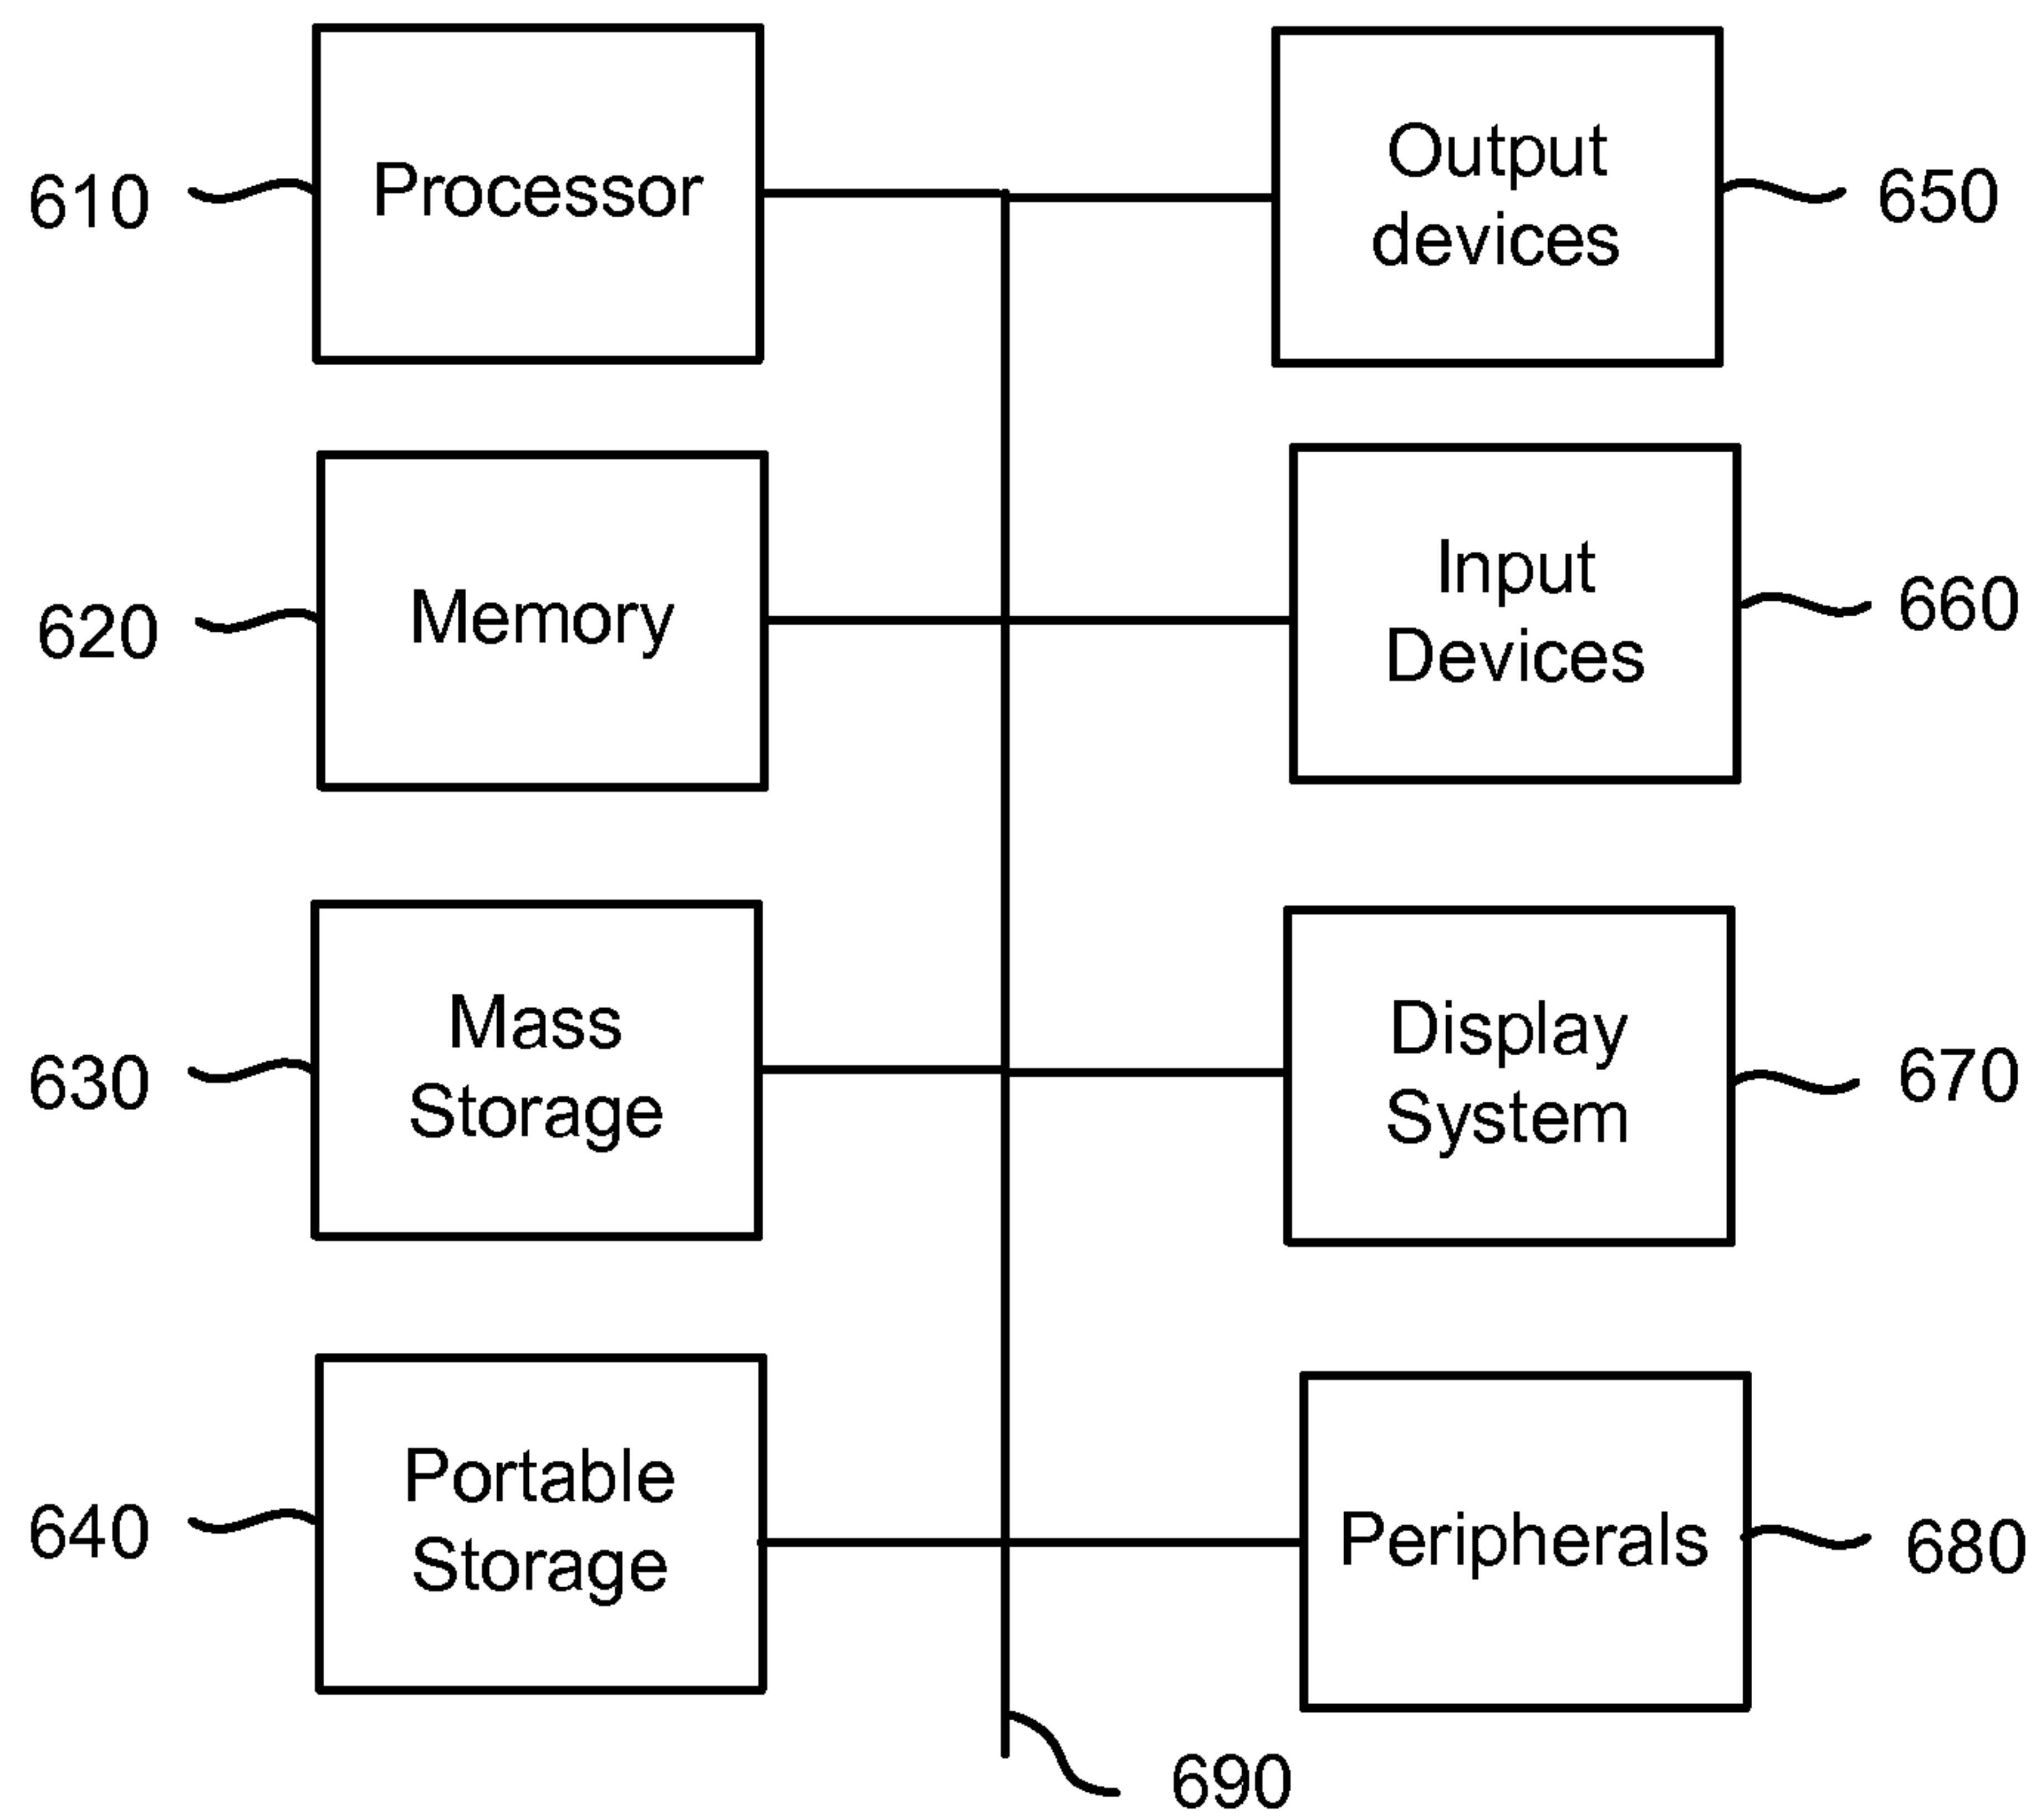 610
Processor
Output
devices
650
620
Memory
Input
Devices
660
630
Mass
Storage
Display
System
670
640
Portable
Storage
Peripherals
680
690